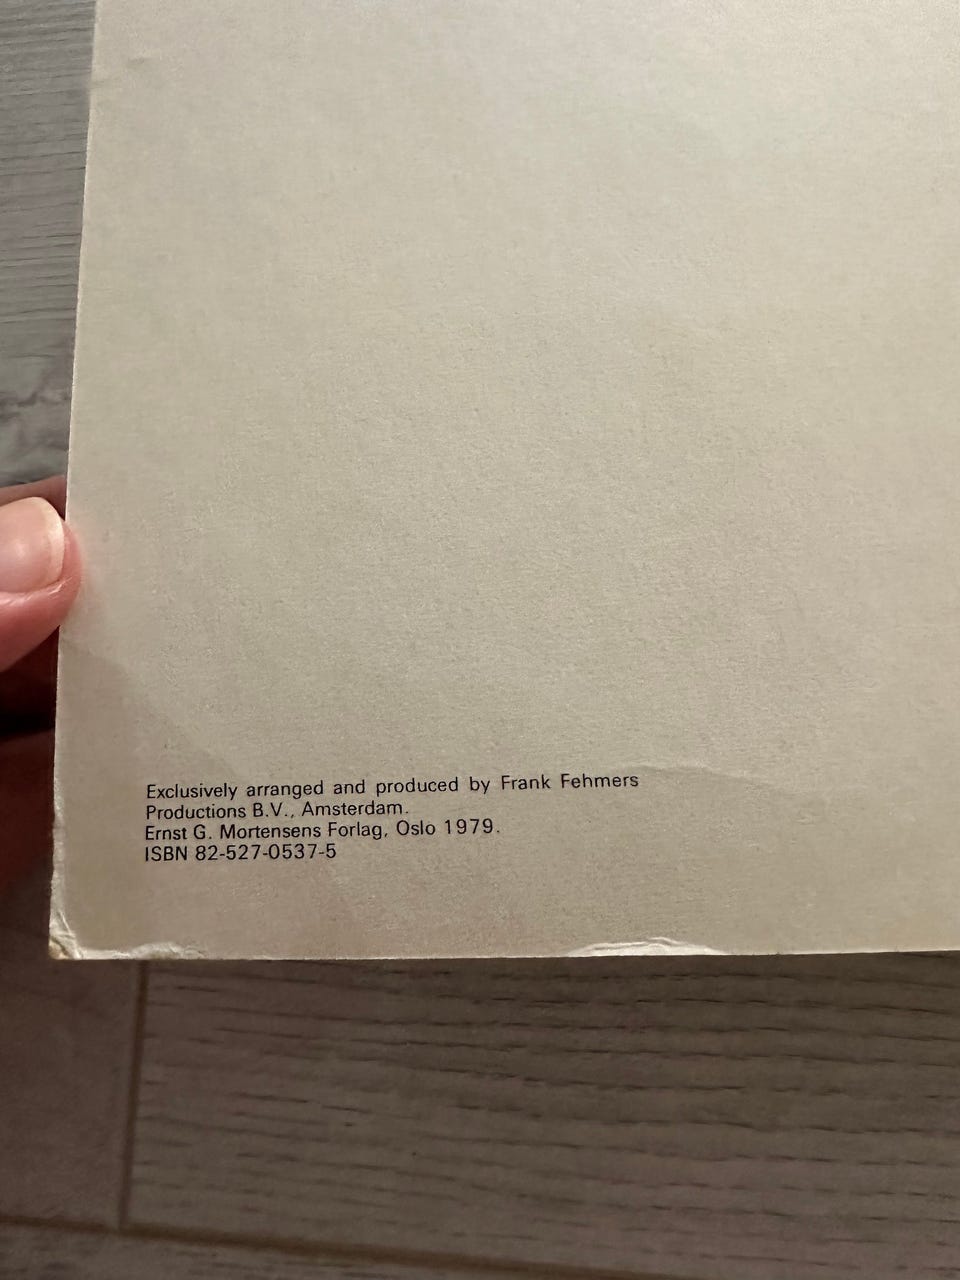 Exclusively arranged and produced by Frank Fehmers
Productions B.V., Amsterdam.
Ernst G. Mortensens Forlag, Oslo 1979.
ISBN 82-527-0537-5